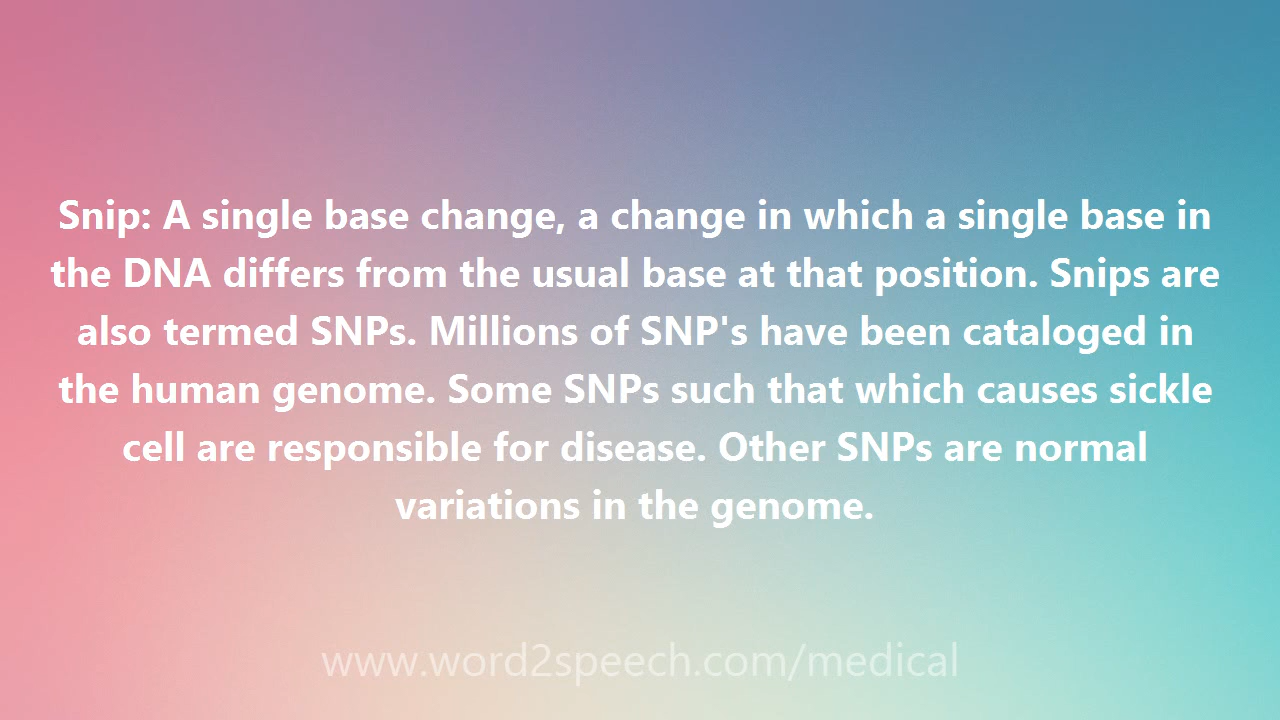 Snip: A single base change, a change in which a single base in
the DNA differs from the usual base at that position. Snips are
also termed SNPs. Millions of SNP's have been cataloged in
the human genome. Some SNPs such that which causes sickle
cell are responsible for disease. Other SNPs are normal
variations in the genome.
www.word2speech.com/medical